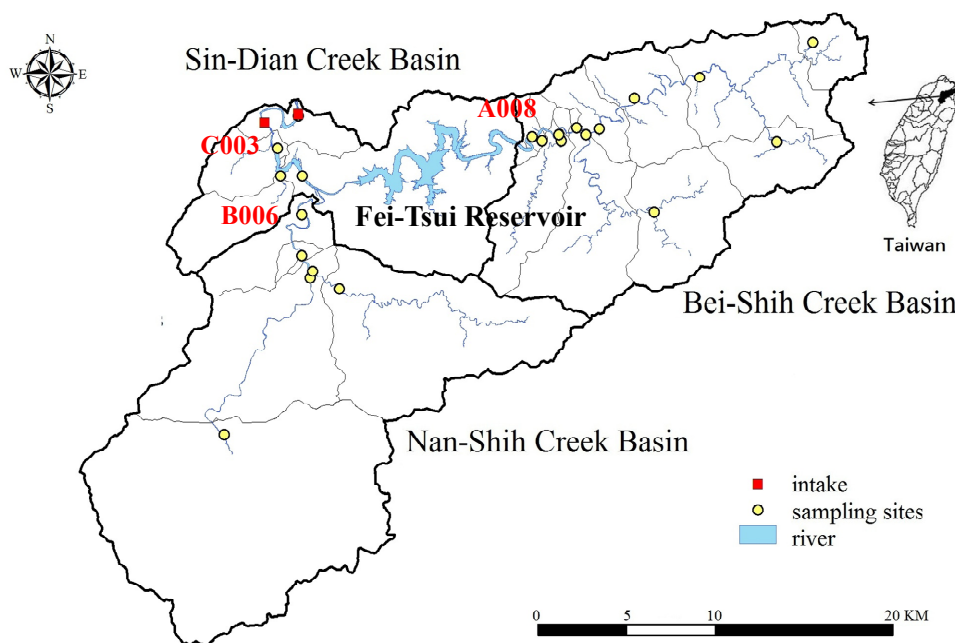 N
W E
S
Sin-Dian Creek Basin
A008
C003
B006
Fei-Tsui Reservoir
Taiwan
Bei-Shih Creek Basin
Nan-Shih Creek Basin
intake
sampling sites
river
0 5 10 20 KM